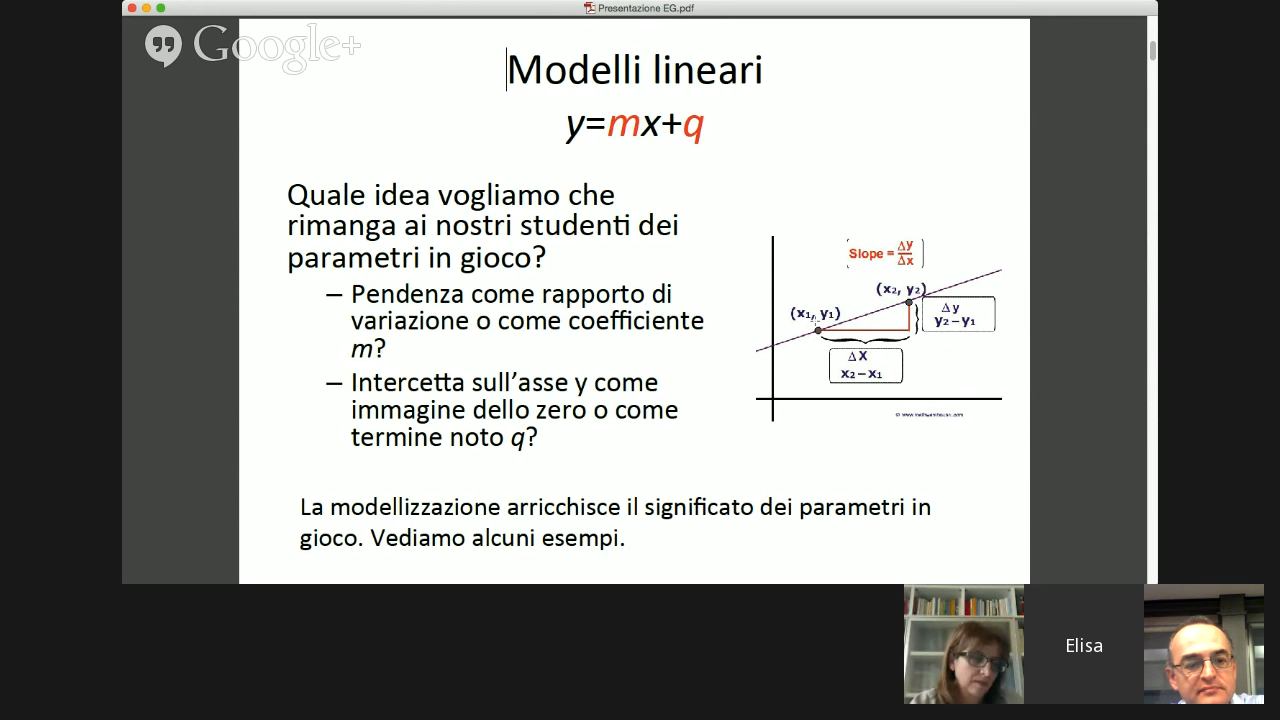 Presentazione EG.pdf
Google+
Modelli lineari
y=mx+q
Quale idea vogliamo che
rimanga ai nostri studenti dei
parametri in gioco?
– Pendenza come rapporto di
variazione o come coefficiente
m?
– Intercetta sull’asse y come
immagine dello zero o come
termine noto q?
Slope = Δy/Δx
(x₂, y₂)
(x₁, y₁)
Δy
y₂−y₁
ΔX
x₂−x₁
La modellizzazione arricchisce il significato dei parametri in
gioco. Vediamo alcuni esempi.
Elisa